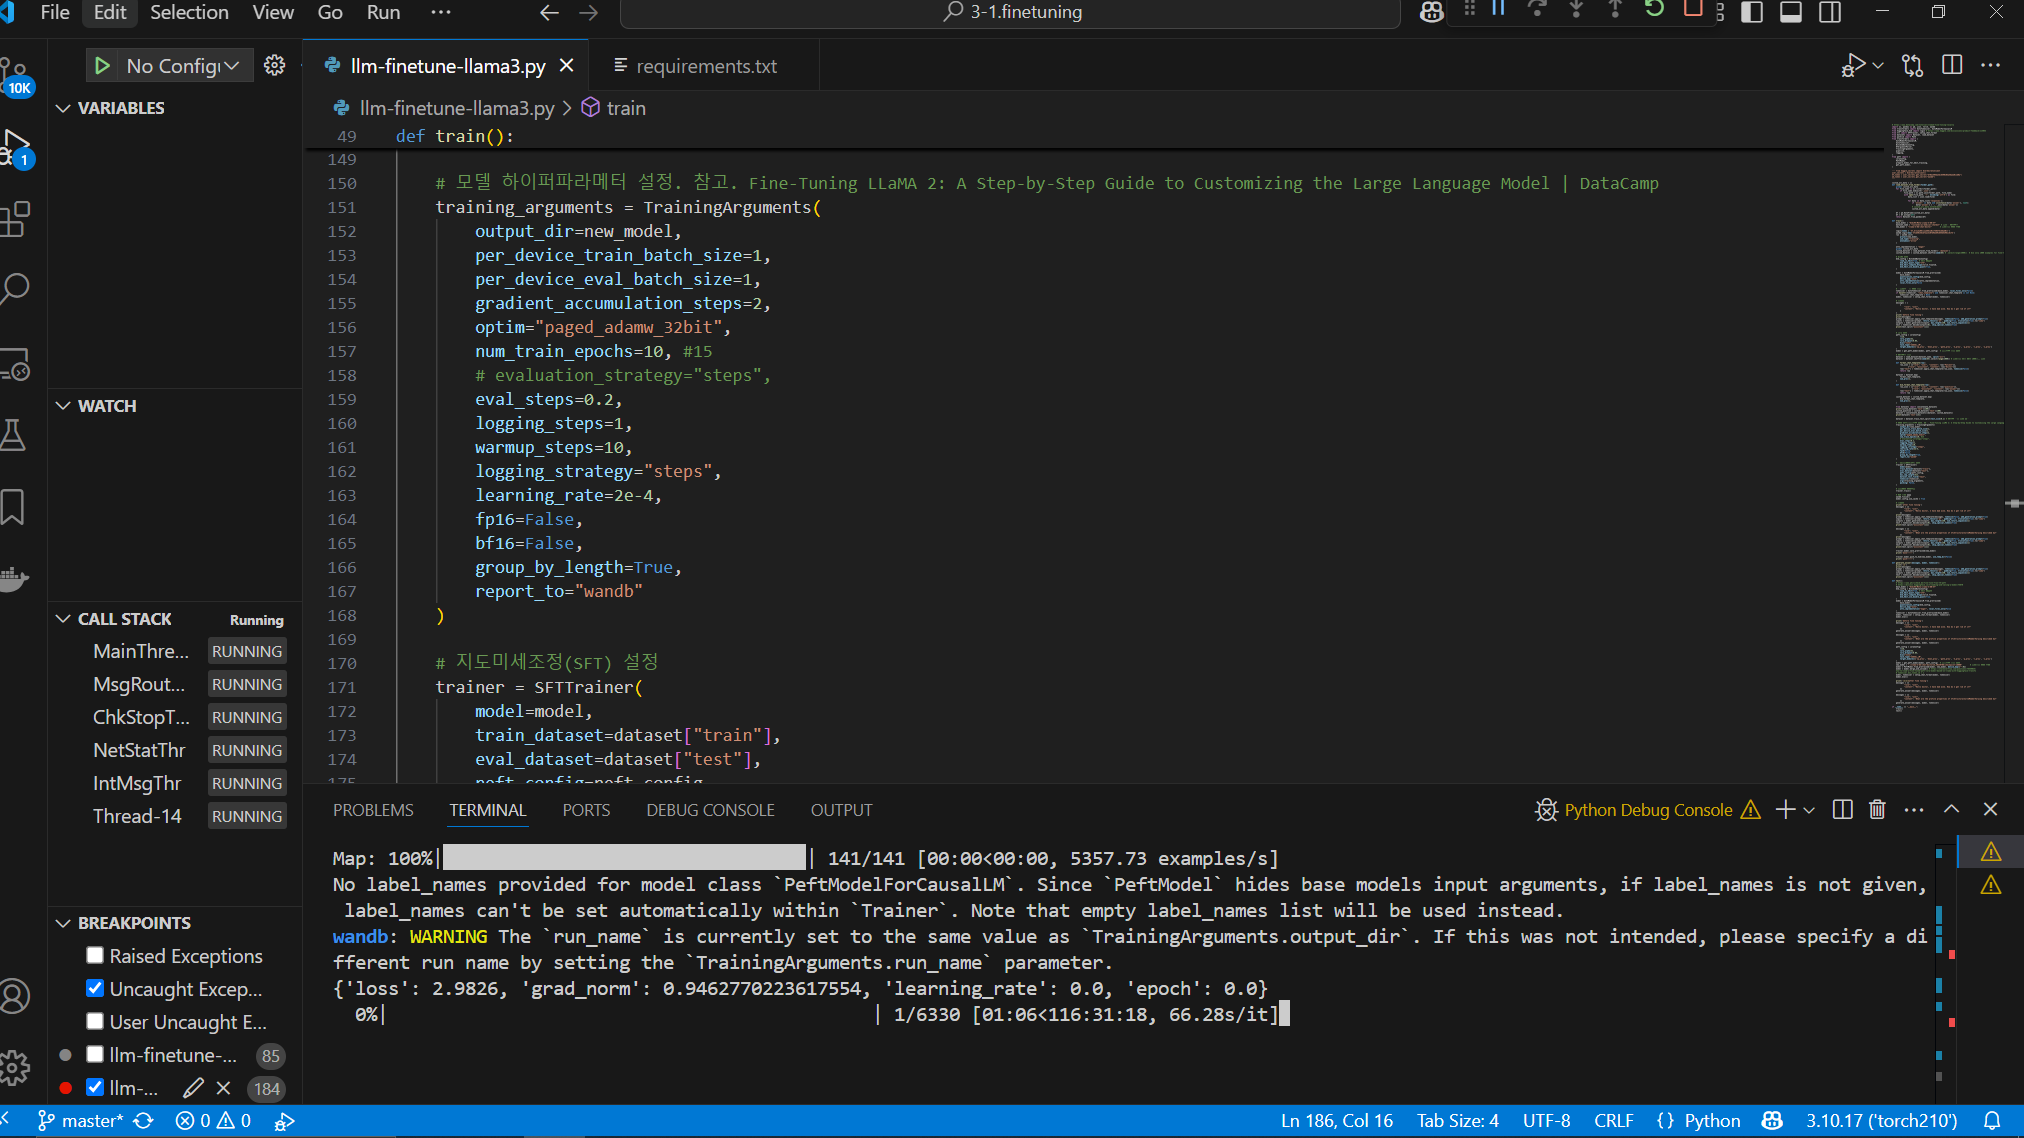 File Edit Selection View Go Run ··· 3-1.finetuning
10K
1
No Config
VARIABLES
WATCH
CALL STACK Running
MainThre... RUNNING
MsgRout... RUNNING
ChkStopT... RUNNING
NetStatThr RUNNING
IntMsgThr RUNNING
Thread-14 RUNNING
BREAKPOINTS
Raised Exceptions
Uncaught Excep...
User Uncaught E...
llm-finetune-... 85
llm-... 184
llm-finetune-llama3.py requirements.txt
llm-finetune-llama3.py > train
49 def train():
149
150 # 모델 하이퍼파라메터 설정. 참고. Fine-Tuning LLaMA 2: A Step-by-Step Guide to Customizing the Large Language Model | DataCamp
151 training_arguments = TrainingArguments(
152 output_dir=new_model,
153 per_device_train_batch_size=1,
154 per_device_eval_batch_size=1,
155 gradient_accumulation_steps=2,
156 optim="paged_adamw_32bit",
157 num_train_epochs=10, #15
158 # evaluation_strategy="steps",
159 eval_steps=0.2,
160 logging_steps=1,
161 warmup_steps=10,
162 logging_strategy="steps",
163 learning_rate=2e-4,
164 fp16=False,
165 bf16=False,
166 group_by_length=True,
167 report_to="wandb"
168 )
169
170 # 지도미세조정(SFT) 설정
171 trainer = SFTTrainer(
172 model=model,
173 train_dataset=dataset["train"],
174 eval_dataset=dataset["test"],
175 peft_config=peft_config
PROBLEMS TERMINAL PORTS DEBUG CONSOLE OUTPUT Python Debug Console
Map: 100%| | 141/141 [00:00<00:00, 5357.73 examples/s]
No label_names provided for model class `PeftModelForCausalLM`. Since `PeftModel` hides base models input arguments, if label_names is not given,
label_names can't be set automatically within `Trainer`. Note that empty label_names list will be used instead.
wandb: WARNING The `run_name` is currently set to the same value as `TrainingArguments.output_dir`. If this was not intended, please specify a di
fferent run name by setting the `TrainingArguments.run_name` parameter.
{'loss': 2.9826, 'grad_norm': 0.9462770223617554, 'learning_rate': 0.0, 'epoch': 0.0}
0%| | 1/6330 [01:06<116:31:18, 66.28s/it]
master* 0 0 Ln 186, Col 16 Tab Size: 4 UTF-8 CRLF {} Python 3.10.17 ('torch210')